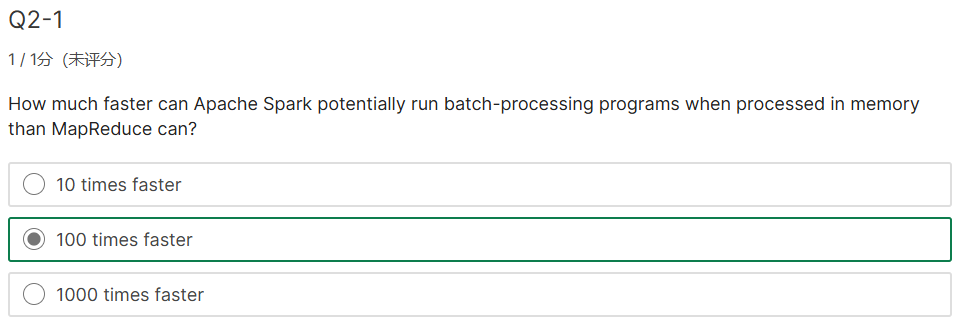 Q2-1
1 / 1分（未评分）
How much faster can Apache Spark potentially run batch-processing programs when processed in memory
than MapReduce can?
10 times faster
100 times faster
1000 times faster